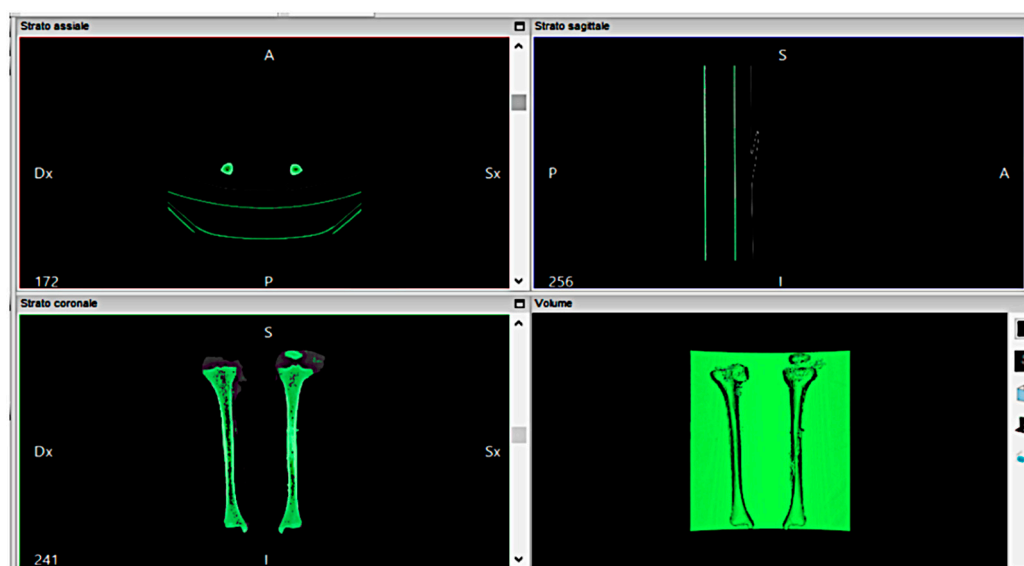 Strato assiale
A
Dx
Sx
172
P
Strato sagittale
S
P
A
256
I
Strato coronale
S
Dx
Sx
241
I
Volume